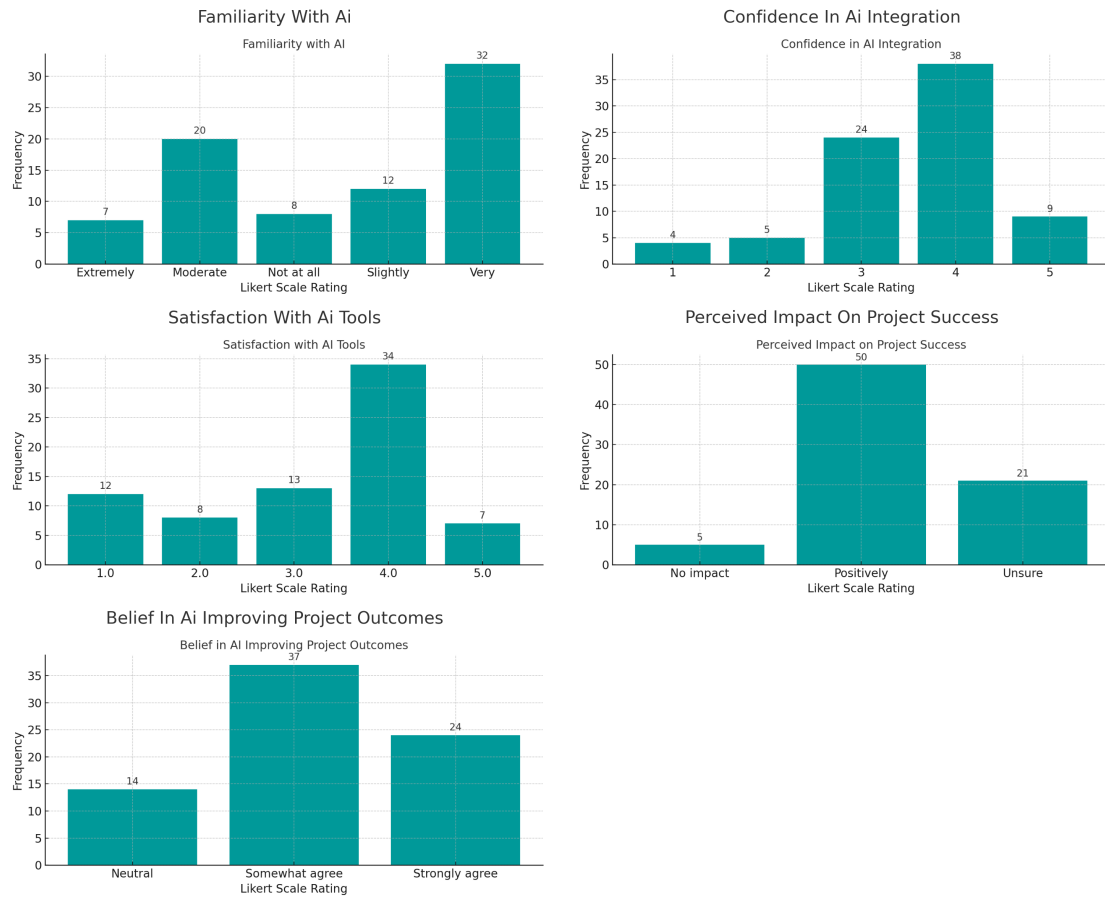 Familiarity With Ai
Familiarity with AI
Frequency
30
25
20
15
10
5
0
7
20
8
12
32
Extremely Moderate Not at all Slightly Very
Likert Scale Rating
Confidence In Ai Integration
Confidence in AI Integration
Frequency
35
30
25
20
15
10
5
0
4
5
24
38
9
1 2 3 4 5
Likert Scale Rating
Satisfaction With Ai Tools
Satisfaction with AI Tools
Frequency
35
30
25
20
15
10
5
0
12
8
13
34
7
1.0 2.0 3.0 4.0 5.0
Likert Scale Rating
Perceived Impact On Project Success
Perceived Impact on Project Success
Frequency
50
40
30
20
10
0
5
50
21
No impact Positively Unsure
Likert Scale Rating
Belief In Ai Improving Project Outcomes
Belief in AI Improving Project Outcomes
Frequency
35
30
25
20
15
10
5
0
14
37
24
Neutral Somewhat agree Strongly agree
Likert Scale Rating